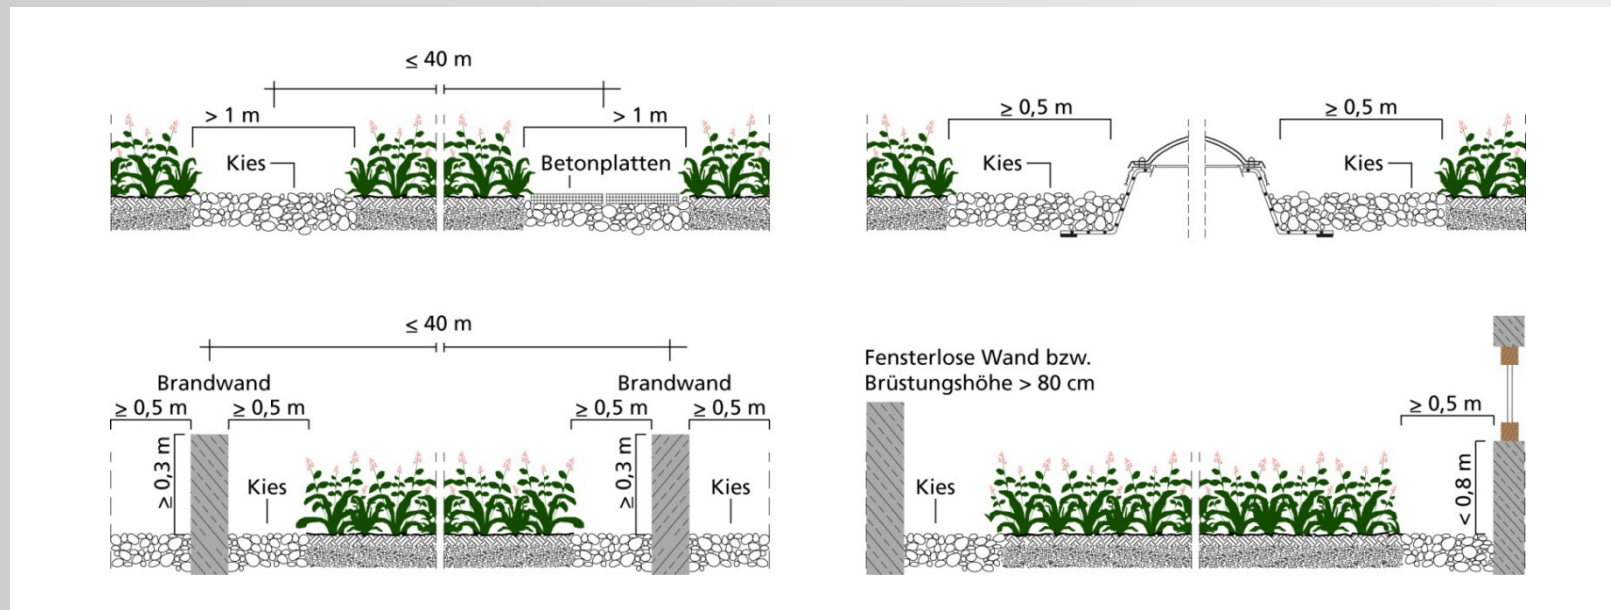 ≤ 40 m
> 1 m
> 1 m
Kies
Betonplatten
≥ 0,5 m
≥ 0,5 m
Kies
Kies
≤ 40 m
Brandwand
Brandwand
≥ 0,5 m
≥ 0,5 m
≥ 0,5 m
≥ 0,5 m
≥ 0,3 m
≥ 0,3 m
Kies
Kies
Fensterlose Wand bzw.
Brüstungshöhe > 80 cm
≥ 0,5 m
< 0,8 m
Kies